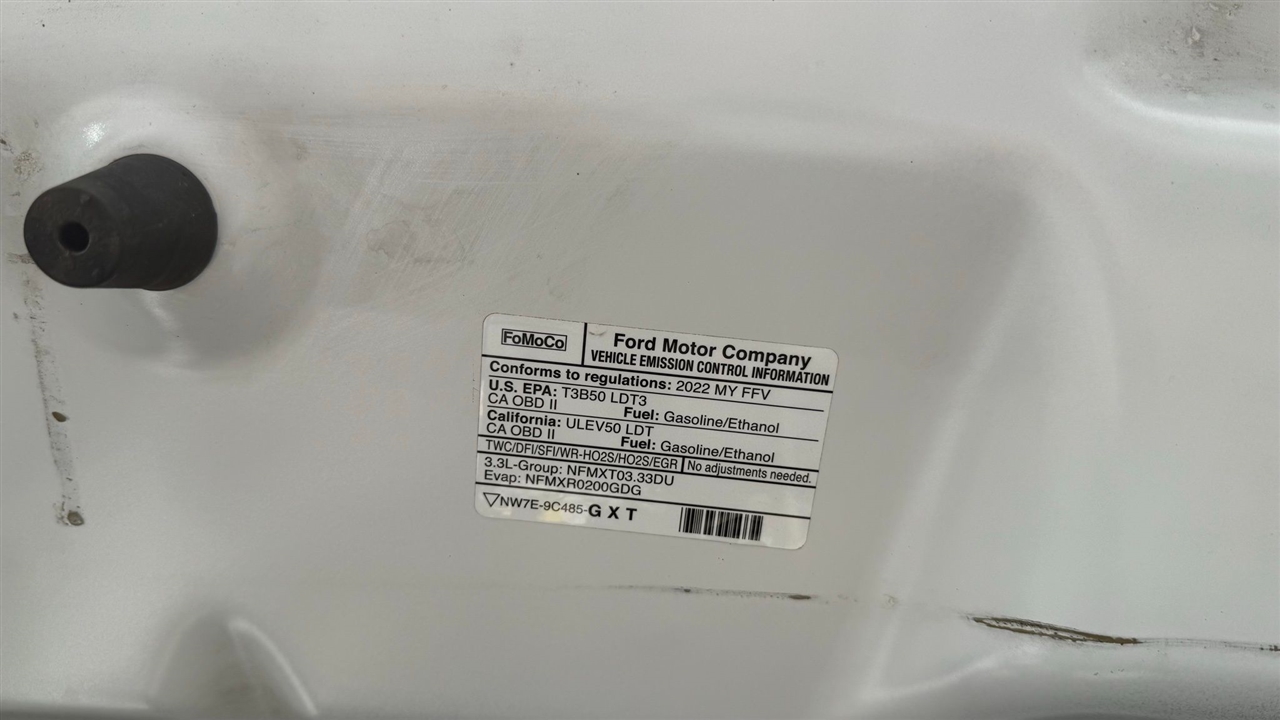 FoMoCo
Ford Motor Company
VEHICLE EMISSION CONTROL INFORMATION
Conforms to regulations: 2022 MY FFV
U.S. EPA: T3B50 LDT3
CA OBD II Fuel: Gasoline/Ethanol
California: ULEV50 LDT
CA OBD II Fuel: Gasoline/Ethanol
TWC/DFI/SFI/WR-HO2S/HO2S/EGR No adjustments needed.
3.3L-Group: NFMXT03.33DU
Evap: NFMXR0200GDG
NW7E-9C485-G X T